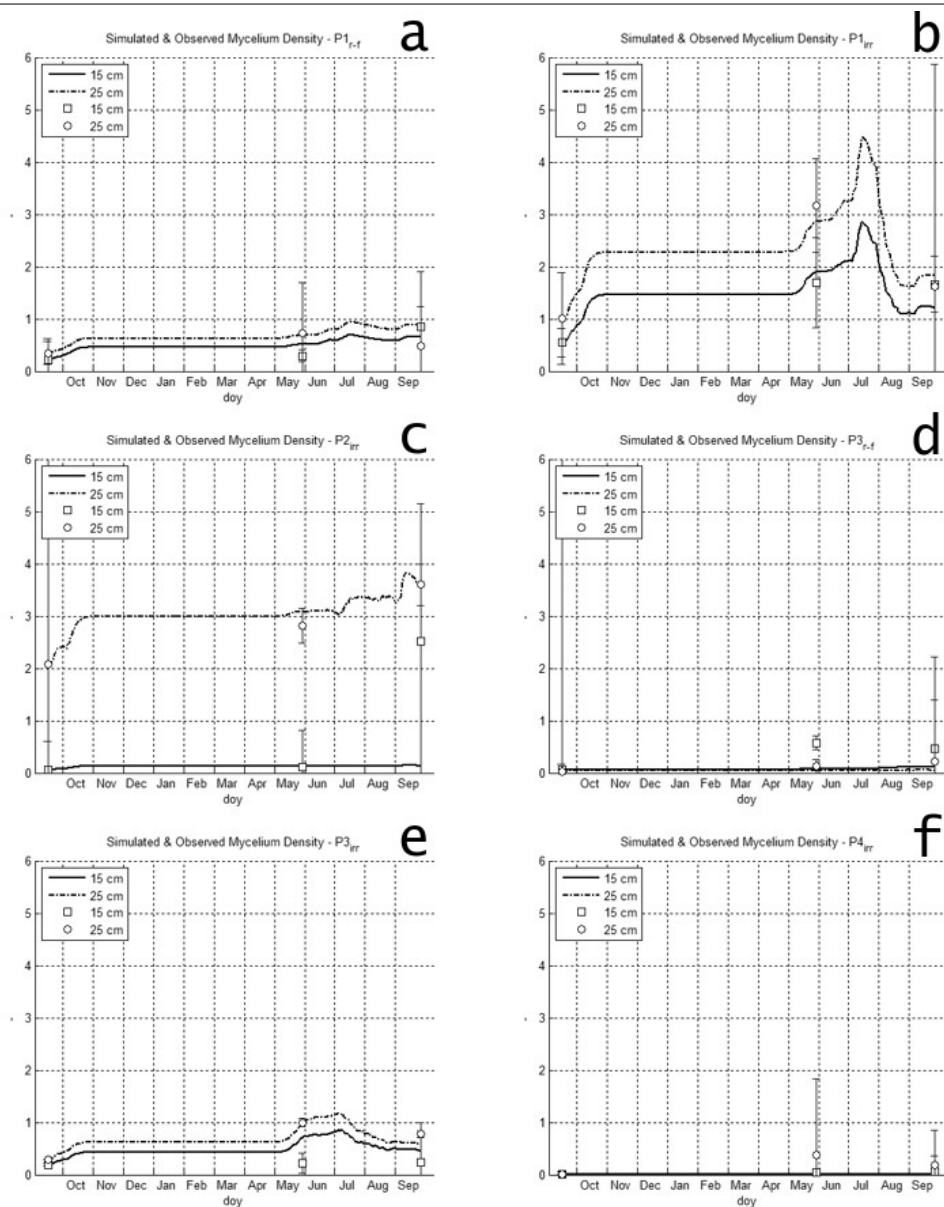 Simulated & Observed Mycelium Density - P1r-f
a
6
5
4
3
2
1
0
15 cm
25 cm
15 cm
25 cm
Oct Nov Dec Jan Feb Mar Apr May Jun Jul Aug Sep
doy
Simulated & Observed Mycelium Density - P1irr
b
6
5
4
3
2
1
0
15 cm
25 cm
15 cm
25 cm
Oct Nov Dec Jan Feb Mar Apr May Jun Jul Aug Sep
doy
Simulated & Observed Mycelium Density - P2irr
c
6
5
4
3
2
1
0
15 cm
25 cm
15 cm
25 cm
Oct Nov Dec Jan Feb Mar Apr May Jun Jul Aug Sep
doy
Simulated & Observed Mycelium Density - P3r-f
d
6
5
4
3
2
1
0
15 cm
25 cm
15 cm
25 cm
Oct Nov Dec Jan Feb Mar Apr May Jun Jul Aug Sep
doy
Simulated & Observed Mycelium Density - P3irr
e
6
5
4
3
2
1
0
15 cm
25 cm
15 cm
25 cm
Oct Nov Dec Jan Feb Mar Apr May Jun Jul Aug Sep
doy
Simulated & Observed Mycelium Density - P4irr
f
6
5
4
3
2
1
0
15 cm
25 cm
15 cm
25 cm
Oct Nov Dec Jan Feb Mar Apr May Jun Jul Aug Sep
doy